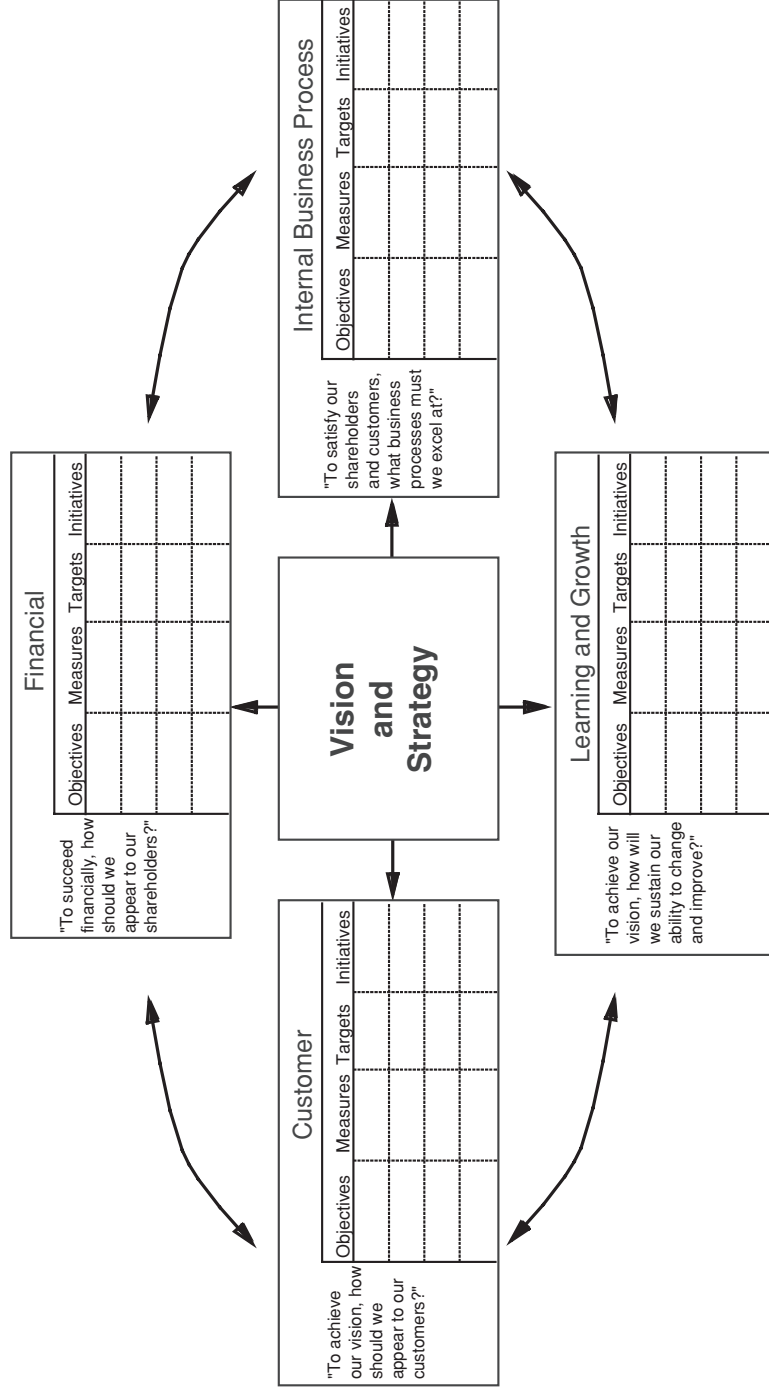 Financial
"To succeed
financially, how
should we
appear to our
shareholders?"
Objectives Measures Targets Initiatives
Customer
"To achieve
our vision, how
should we
appear to our
customers?"
Objectives Measures Targets Initiatives
Vision
and
Strategy
Internal Business Process
"To satisfy our
shareholders
and customers,
what business
processes must
we excel at?"
Objectives Measures Targets Initiatives
Learning and Growth
"To achieve our
vision, how will
we sustain our
ability to change
and improve?"
Objectives Measures Targets Initiatives